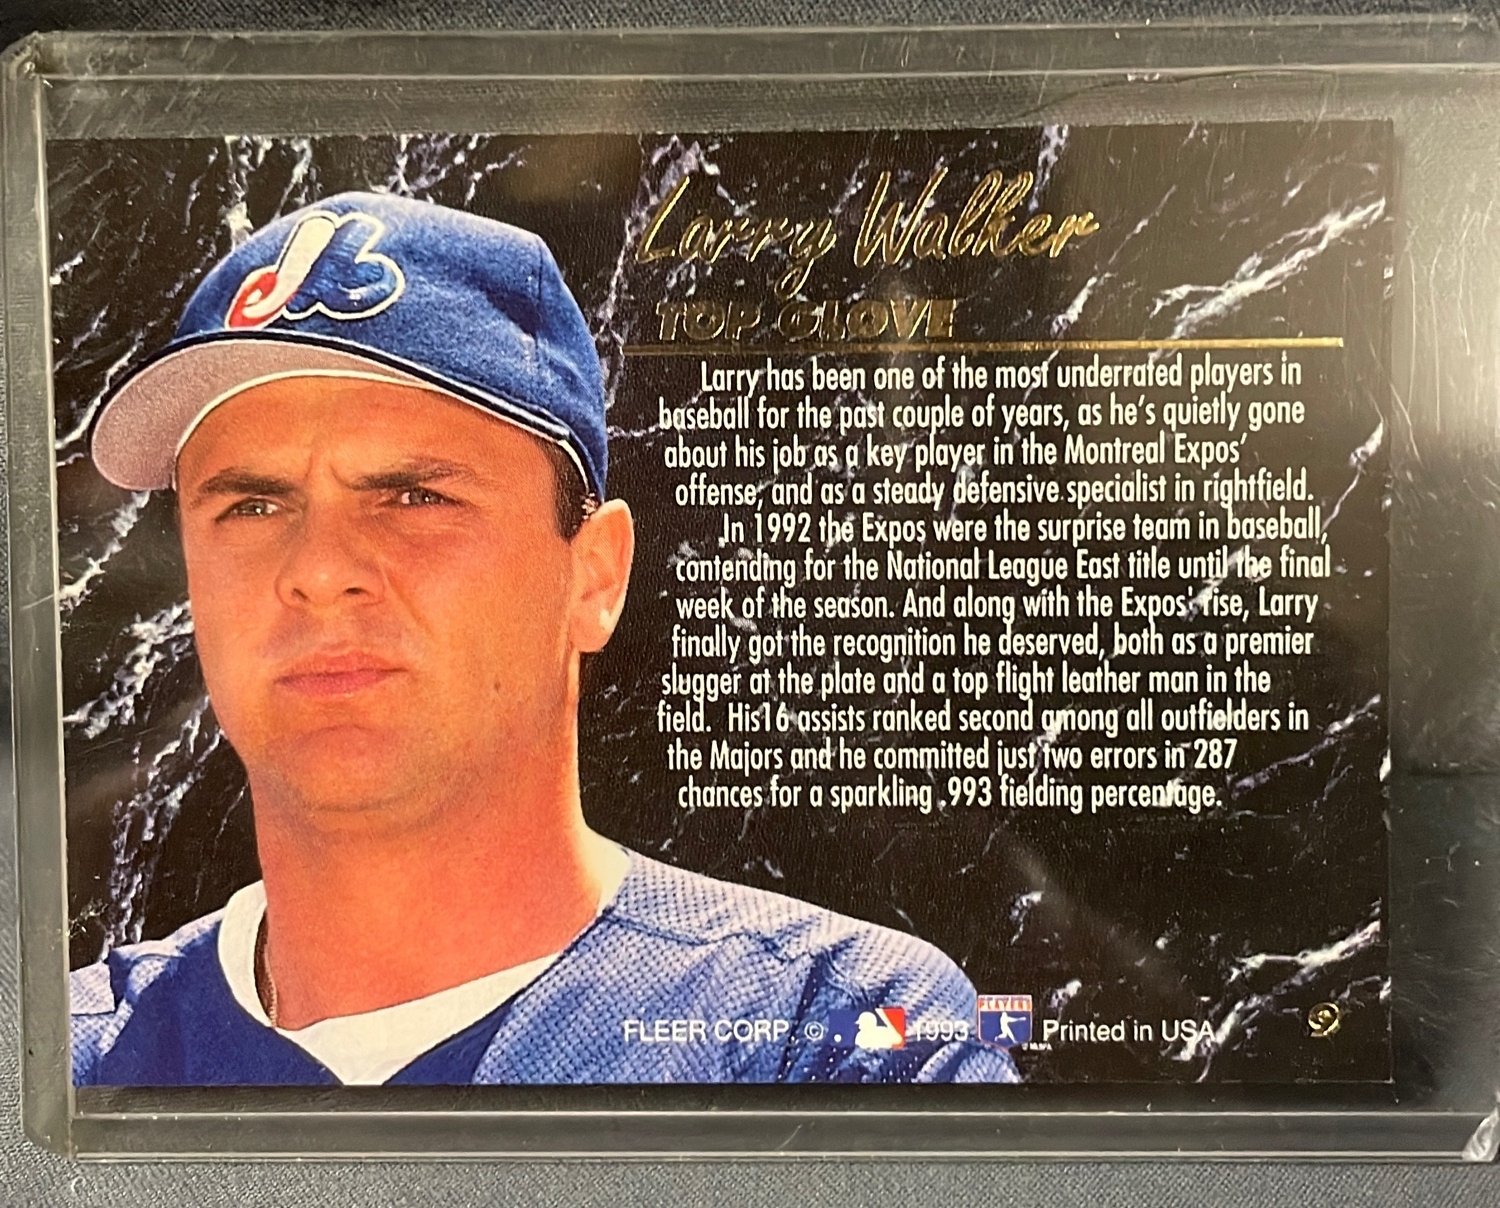 Larry Walker
TOP GLOVE
Larry has been one of the most underrated players in
baseball for the past couple of years, as he's quietly gone
about his job as a key player in the Montreal Expos'
offense, and as a steady defensive specialist in rightfield.
In 1992 the Expos were the surprise team in baseball,
contending for the National League East title until the final
week of the season. And along with the Expos' rise, Larry
finally got the recognition he deserved, both as a premier
slugger at the plate and a top flight leather man in the
field. His16 assists ranked second among all outfielders in
the Majors and he committed just two errors in 287
chances for a sparkling .993 fielding percentage.
FLEER CORP. © 1993 PLAYERS Printed in USA
9